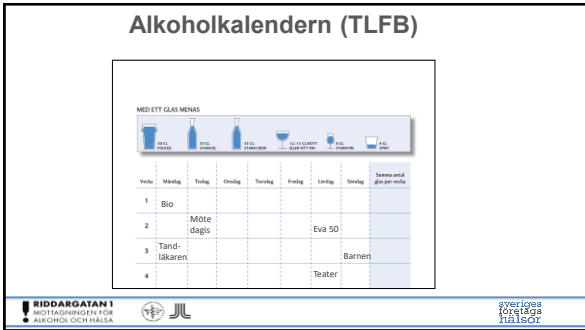 Alkoholkalendern (TLFB)
MED ETT GLAS MENAS
50 CL
FOLKÖL
33 CL
STARKÖL
33 CL
STARKCIDER
12-15 CL RÖTT
ELLER VITT VIN
8 CL
STARKVIN
4 CL
SPRIT
Vecka Måndag Tisdag Onsdag Torsdag Fredag Lördag Söndag Summa antal
glas per vecka
1 Bio
2 Möte
dagis Eva 50
3 Tand-
läkaren Barnen
4 Teater
RIDDARGATAN 1
MOTTAGNINGEN FÖR
ALKOHOL OCH HÄLSA
sveriges
företags
hälsor